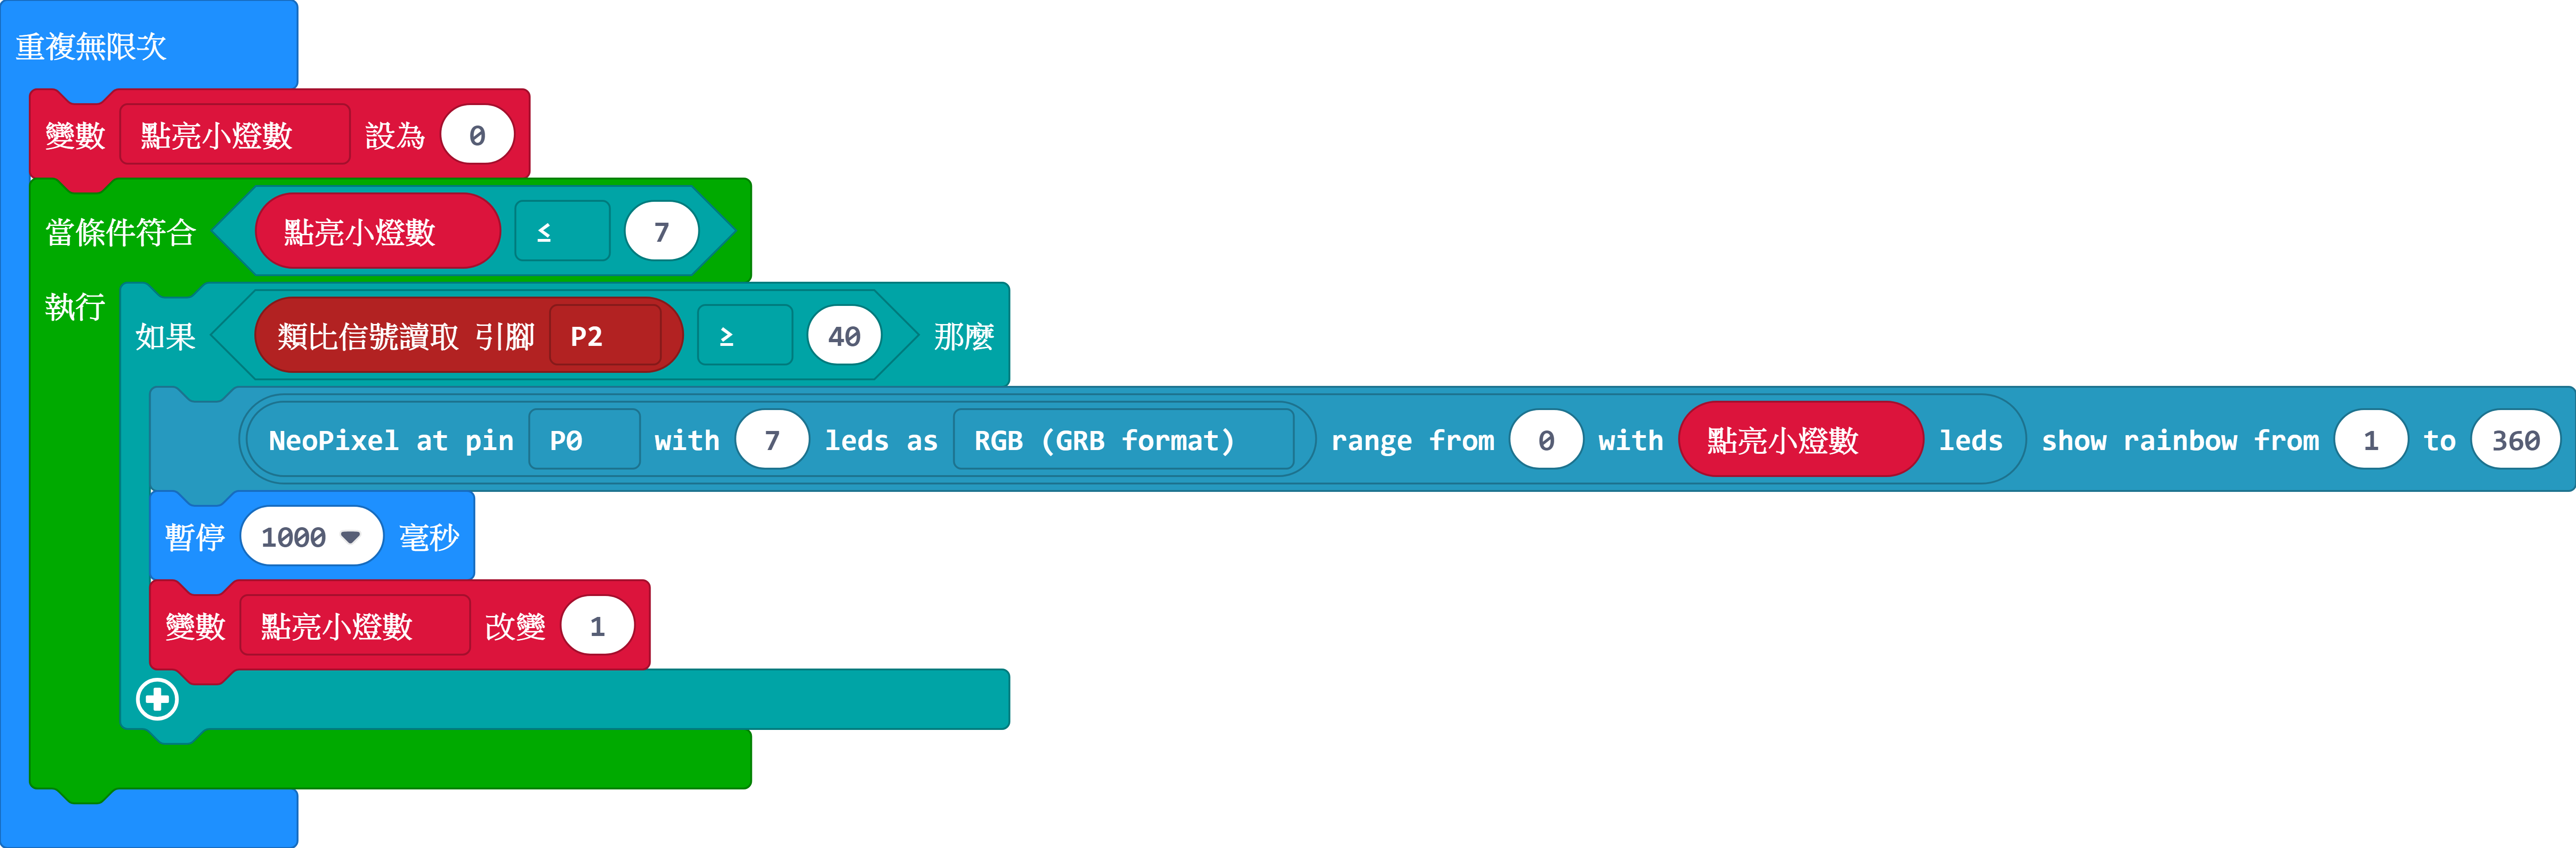 重複無限次
變數 點亮小燈數 設為 0
當條件符合 點亮小燈數 ≤ 7
執行
如果 類比信號讀取 引腳 P2 ≥ 40 那麼
NeoPixel at pin P0 with 7 leds as RGB (GRB format) range from 0 with 點亮小燈數 leds show rainbow from 1 to 360
暫停 1000 毫秒
變數 點亮小燈數 改變 1